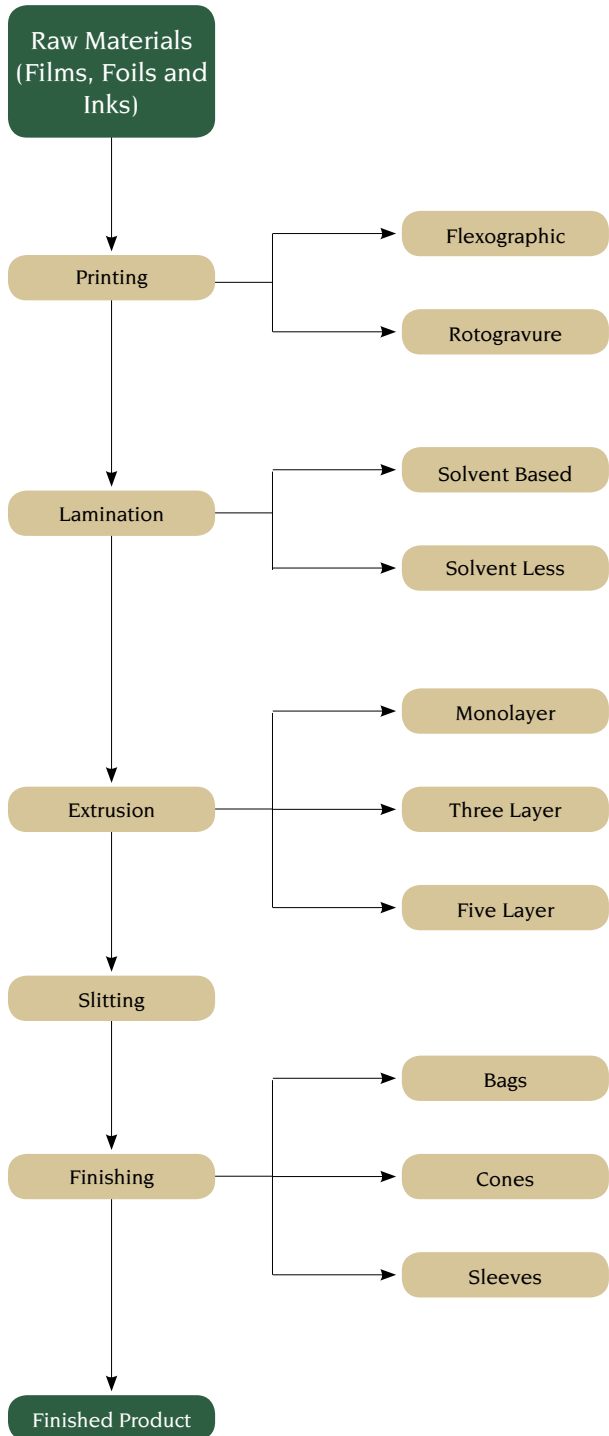 Raw Materials
(Films, Foils and
Inks)
Flexographic
Printing
Rotogravure
Solvent Based
Lamination
Solvent Less
Monolayer
Extrusion
Three Layer
Five Layer
Slitting
Bags
Finishing
Cones
Sleeves
Finished Product